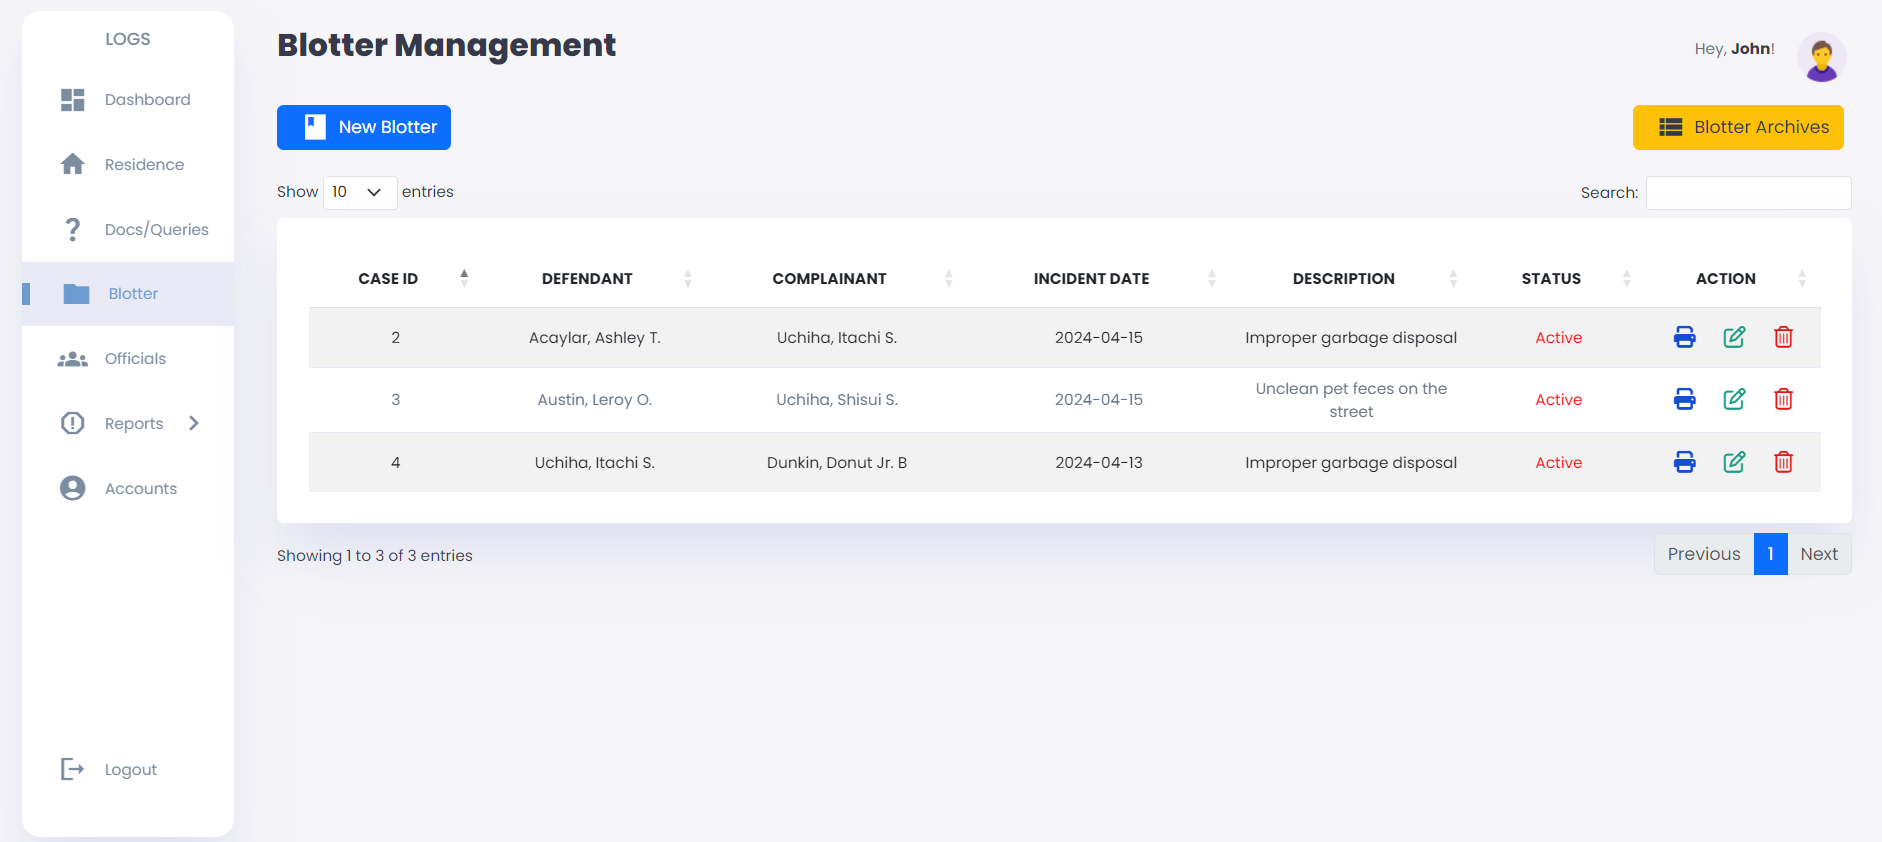 LOGS
Dashboard
Residence
Docs/Queries
Blotter
Officials
Reports
Accounts
Logout
Blotter Management
Hey, John!
New Blotter
Blotter Archives
Show 10 entries
Search:
CASE ID DEFENDANT COMPLAINANT INCIDENT DATE DESCRIPTION STATUS ACTION
2 Acaylar, Ashley T. Uchiha, Itachi S. 2024-04-15 Improper garbage disposal Active
3 Austin, Leroy O. Uchiha, Shisui S. 2024-04-15 Unclean pet feces on the
street Active
4 Uchiha, Itachi S. Dunkin, Donut Jr. B 2024-04-13 Improper garbage disposal Active
Showing 1 to 3 of 3 entries
Previous 1 Next